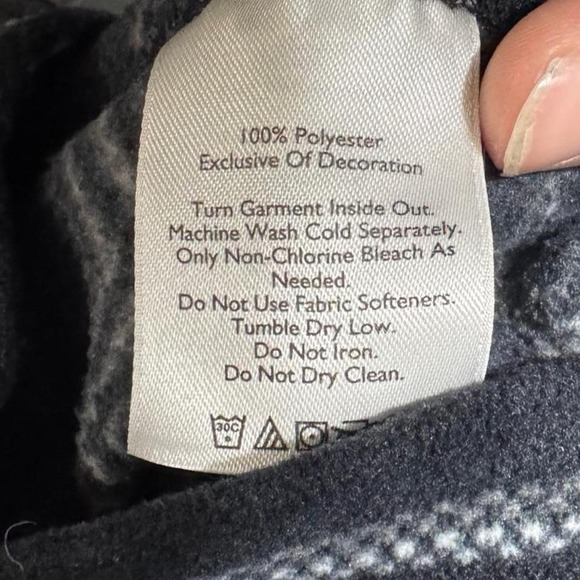 100% Polyester
Exclusive Of Decoration
Turn Garment Inside Out.
Machine Wash Cold Separately.
Only Non-Chlorine Bleach As
Needed.
Do Not Use Fabric Softeners.
Tumble Dry Low.
Do Not Iron.
Do Not Dry Clean.
30C